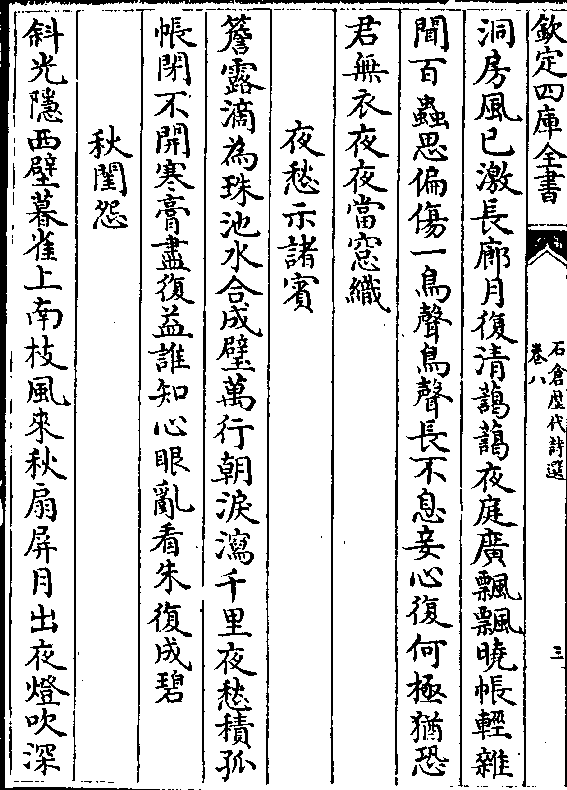 欽定四庫全書
石倉歷代詩選
卷八
三
洞房風已激長廊月復清藹藹夜庭廣飄飄曉帳輕雜
聞百蟲思偏傷一鳥聲鳥聲長不息妾心復何極猶恐
君無衣夜夜當窓織
夜愁示諸賓
簷露滴為珠池水合成璧萬行朝淚瀉千里夜愁積孤
帳閉不開寒膏盡復益誰知心眼亂看朱復成碧
秋閨怨
斜光隱西壁暮雀上南枝風來秋扇屏月出夜燈吹深